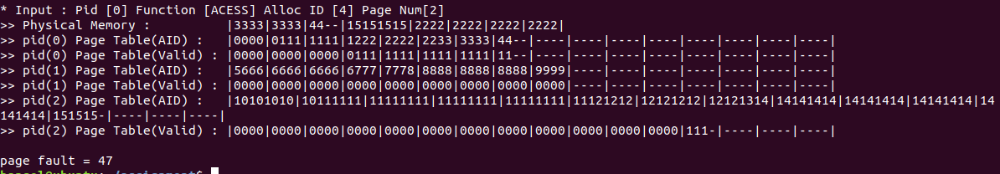 * Input : Pid [0] Function [ACESS] Alloc ID [4] Page Num[2]
>> Physical Memory :           |3333|3333|44--|15151515|2222|2222|2222|2222|
>> pid(0) Page Table(AID) :   |0000|0111|1111|1222|2222|2233|3333|44--|----|----|----|----|----|----|----|----|
>> pid(0) Page Table(Valid) : |0000|0000|0000|0111|1111|1111|1111|11--|----|----|----|----|----|----|----|----|
>> pid(1) Page Table(AID) :   |5666|6666|6666|6777|7778|8888|8888|8888|9999|----|----|----|----|----|----|----|
>> pid(1) Page Table(Valid) : |0000|0000|0000|0000|0000|0000|0000|0000|0000|----|----|----|----|----|----|----|
>> pid(2) Page Table(AID) :   |10101010|10111111|11111111|11111111|11111111|11121212|12121212|12121314|14141414|14141414|14141414|14
141414|151515-|----|----|----|
>> pid(2) Page Table(Valid) : |0000|0000|0000|0000|0000|0000|0000|0000|0000|0000|0000|0000|111-|----|----|----|
page fault = 47